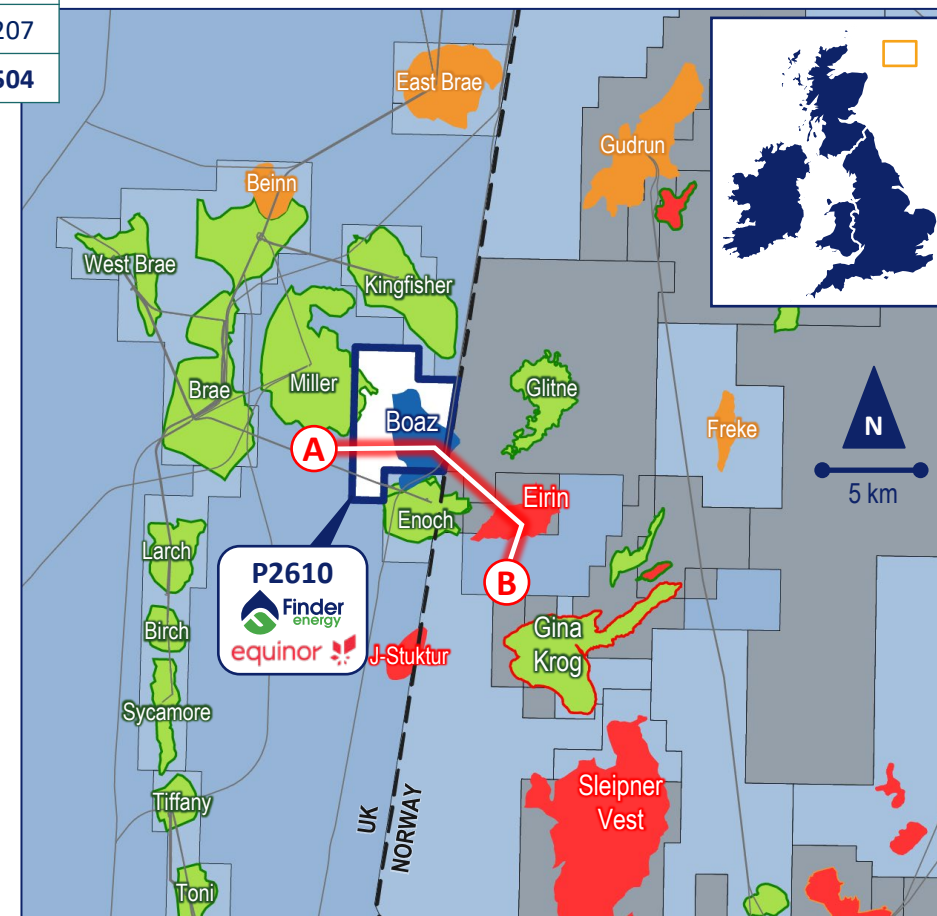 207
504
East Brae
Gudrun
Beinn
West Brae
Kingfisher
Miller
Brae
Glitne
Boaz
Freke
N
5 km
A
Eirin
Enoch
B
Larch
P2610
Finder
energy
equinor
Birch
Gina
Krog
J-Stuktur
Sycamore
Sleipner
Vest
Tiffany
UK
NORWAY
Toni